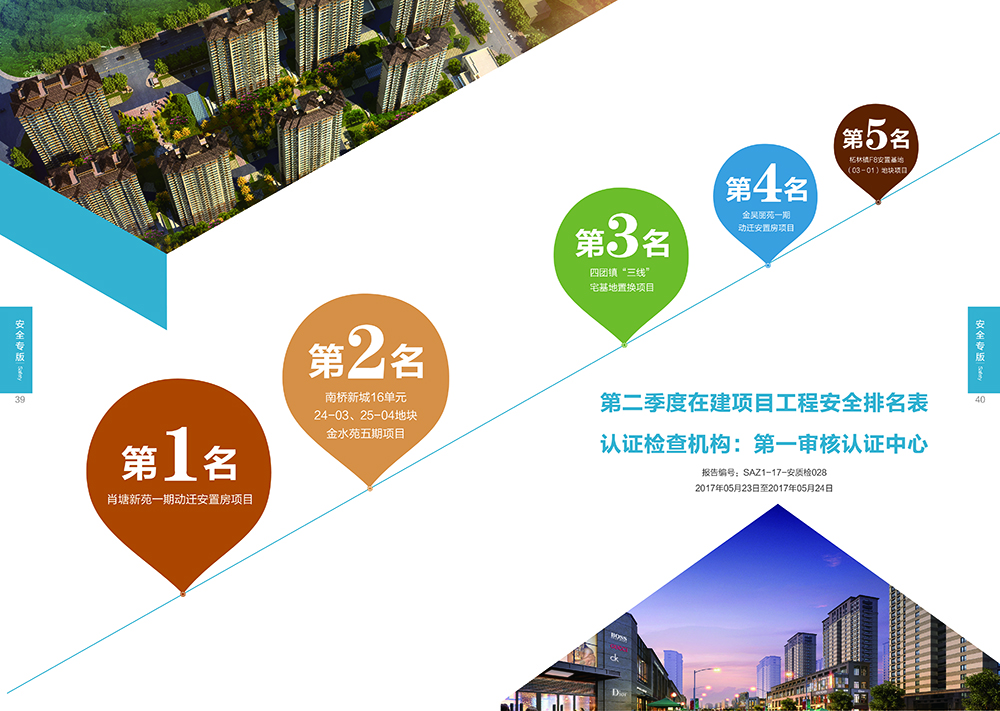 安全专版 Safety
39
第1名
肖塘新苑一期动迁安置房项目
第2名
南桥新城16单元
24-03、25-04地块
金水苑五期项目
第3名
四团镇“三线”
宅基地置换项目
第4名
金吴丽苑一期
动迁安置房项目
第5名
柘林镇F8安置基地
（03-01）地块项目
第二季度在建项目工程安全排名表
认证检查机构：第一审核认证中心
报告编号：SAZ1-17-安质检028
2017年05月23日至2017年05月24日
安全专版 Safety
40
BOSS
ck
Dior